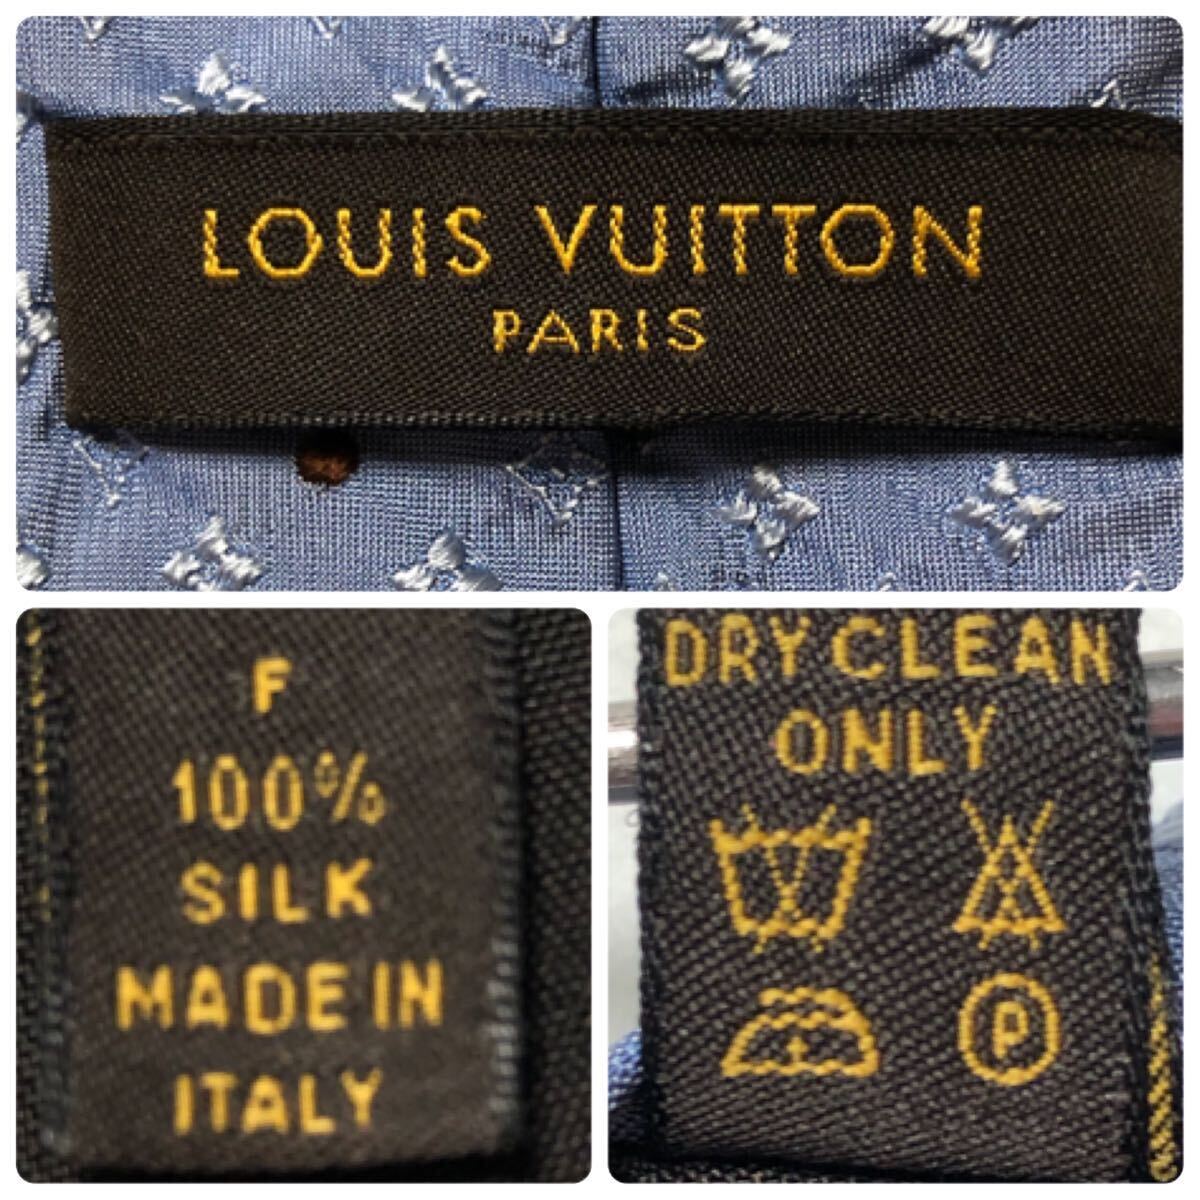 LOUIS VUITTON
PARIS
F
100%
SILK
MADE IN
ITALY
DRY CLEAN
ONLY
P